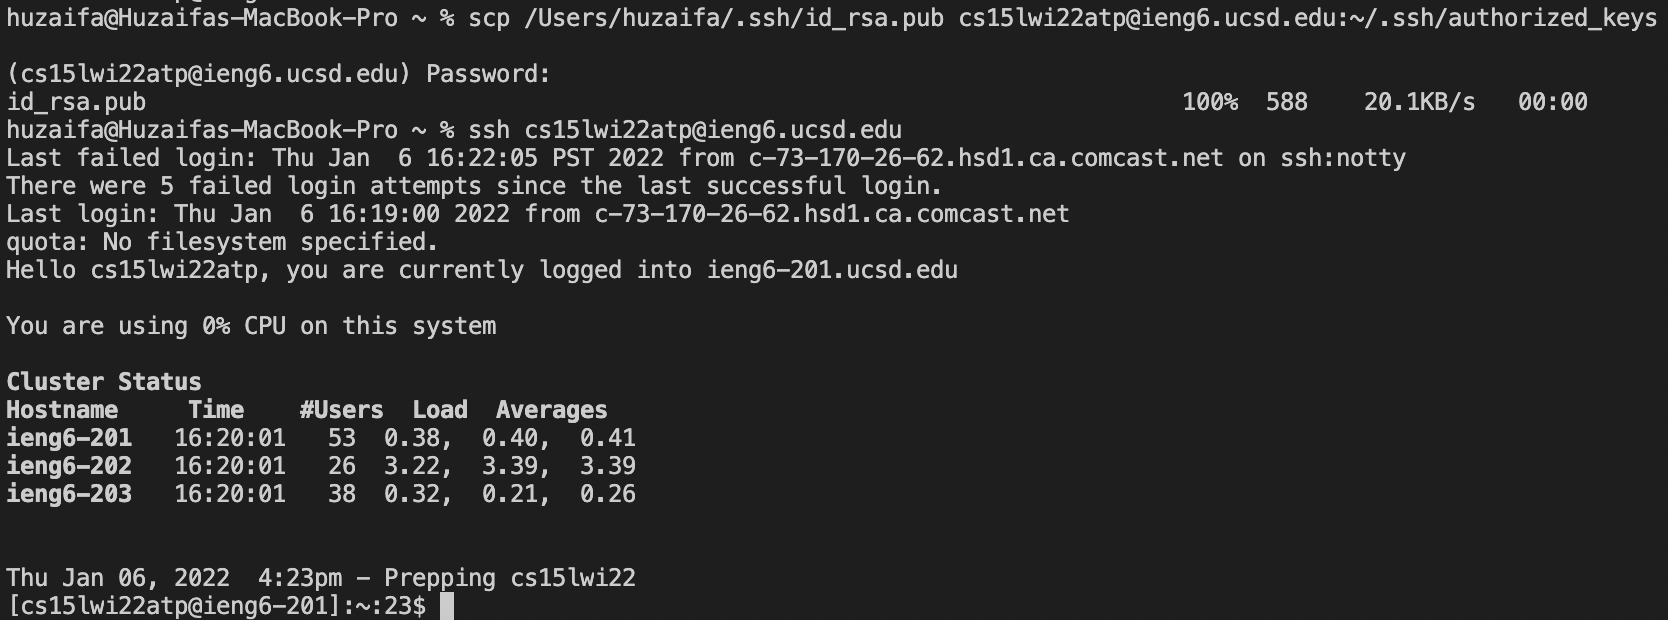 huzaifa@Huzaifas-MacBook-Pro ~ % scp /Users/huzaifa/.ssh/id_rsa.pub cs15lwi22atp@ieng6.ucsd.edu:~/.ssh/authorized_keys
(cs15lwi22atp@ieng6.ucsd.edu) Password:
id_rsa.pub 100% 588 20.1KB/s 00:00
huzaifa@Huzaifas-MacBook-Pro ~ % ssh cs15lwi22atp@ieng6.ucsd.edu
Last failed login: Thu Jan  6 16:22:05 PST 2022 from c-73-170-26-62.hsd1.ca.comcast.net on ssh:notty
There were 5 failed login attempts since the last successful login.
Last login: Thu Jan  6 16:19:00 2022 from c-73-170-26-62.hsd1.ca.comcast.net
quota: No filesystem specified.
Hello cs15lwi22atp, you are currently logged into ieng6-201.ucsd.edu
You are using 0% CPU on this system
Cluster Status
Hostname     Time    #Users  Load  Averages
ieng6-201   16:20:01   53  0.38,  0.40,  0.41
ieng6-202   16:20:01   26  3.22,  3.39,  3.39
ieng6-203   16:20:01   38  0.32,  0.21,  0.26
Thu Jan 06, 2022  4:23pm - Prepping cs15lwi22
[cs15lwi22atp@ieng6-201]:~:23$